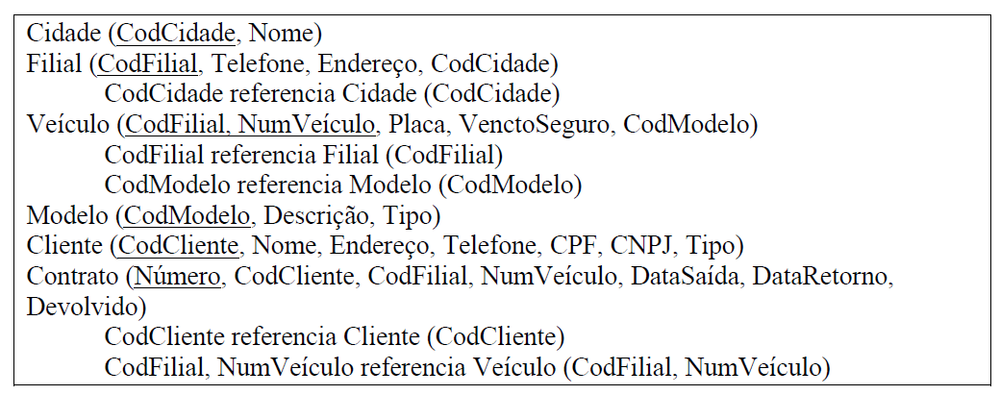 Cidade (CodCidade, Nome)
Filial (CodFilial, Telefone, Endereço, CodCidade)
CodCidade referencia Cidade (CodCidade)
Veículo (CodFilial, NumVeículo, Placa, VenctoSeguro, CodModelo)
CodFilial referencia Filial (CodFilial)
CodModelo referencia Modelo (CodModelo)
Modelo (CodModelo, Descrição, Tipo)
Cliente (CodCliente, Nome, Endereço, Telefone, CPF, CNPJ, Tipo)
Contrato (Número, CodCliente, CodFilial, NumVeículo, DataSaída, DataRetorno,
Devolvido)
CodCliente referencia Cliente (CodCliente)
CodFilial, NumVeículo referencia Veículo (CodFilial, NumVeículo)